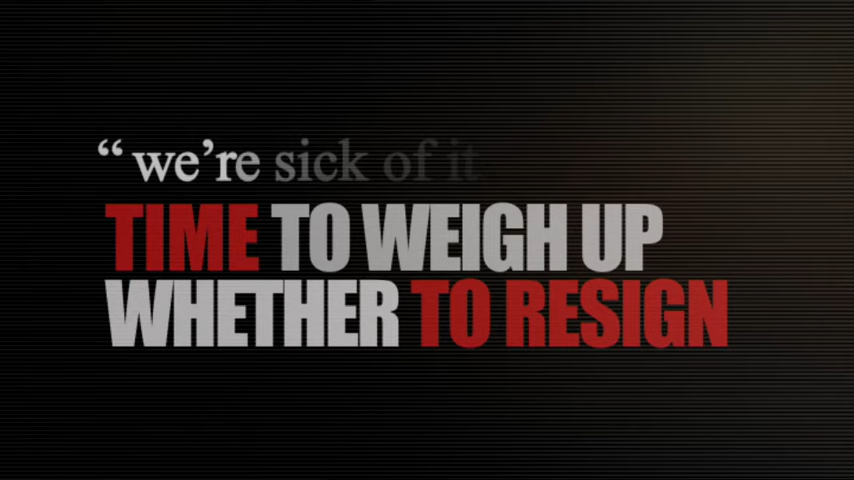 “ we’re sick of it
TIME TO WEIGH UP
WHETHER TO RESIGN